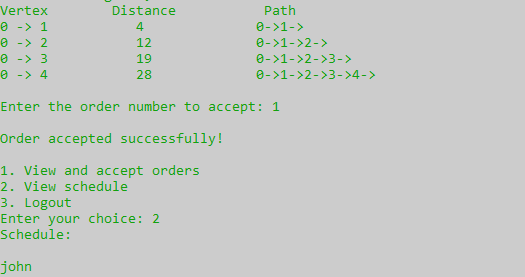 Vertex Distance Path
0 -> 1 4 0->1->
0 -> 2 12 0->1->2->
0 -> 3 19 0->1->2->3->
0 -> 4 28 0->1->2->3->4->
Enter the order number to accept: 1
Order accepted successfully!
1. View and accept orders
2. View schedule
3. Logout
Enter your choice: 2
Schedule:
john